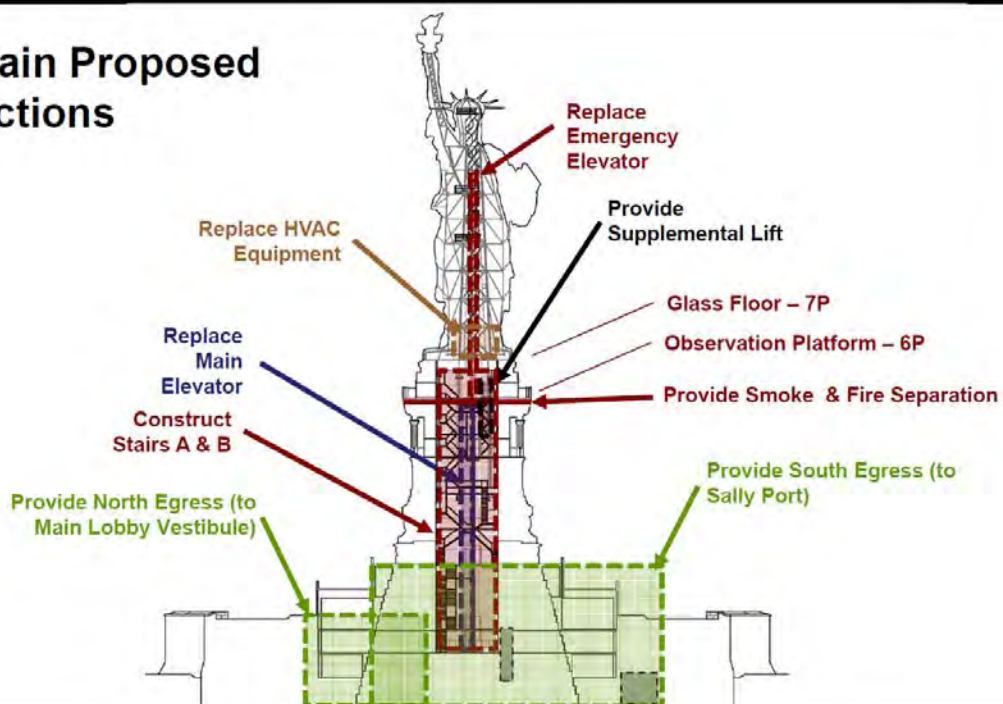 ain Proposed
ctions
Replace
Emergency
Elevator
Provide
Supplemental Lift
Replace HVAC
Equipment
Glass Floor – 7P
Replace
Main
Elevator
Observation Platform – 6P
Provide Smoke & Fire Separation
Construct
Stairs A & B
Provide South Egress (to
Sally Port)
Provide North Egress (to
Main Lobby Vestibule)